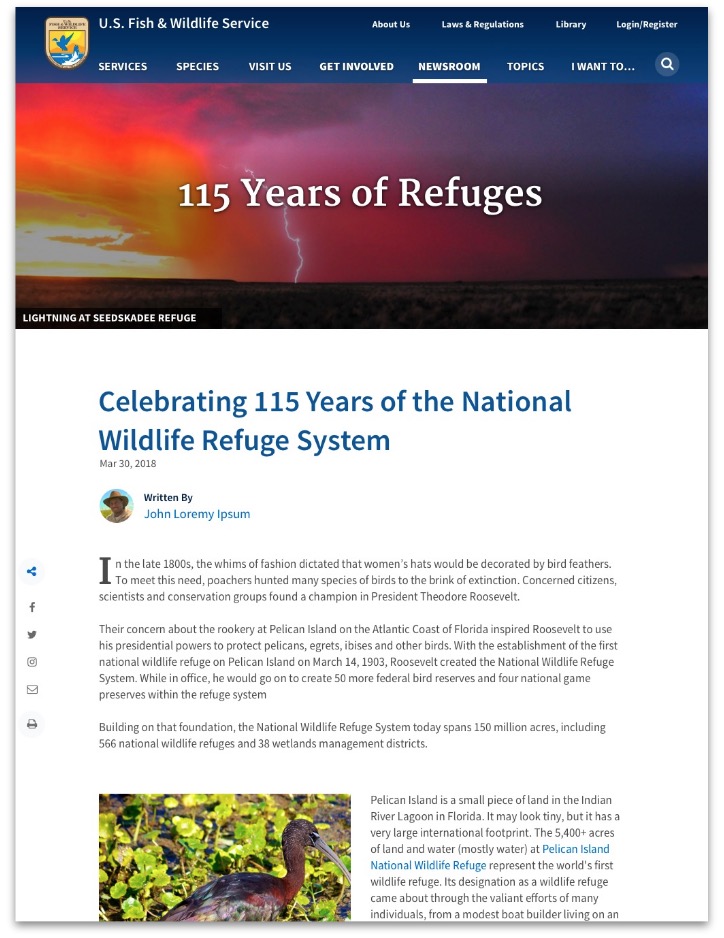 U.S. Fish & Wildlife Service
About Us Laws & Regulations Library Login/Register
SERVICES SPECIES VISIT US GET INVOLVED NEWSROOM TOPICS I WANT TO...
115 Years of Refuges
LIGHTNING AT SEEDSKADEE REFUGE
Celebrating 115 Years of the National
Wildlife Refuge System
Mar 30, 2018
Written By
John Loremy Ipsum
In the late 1800s, the whims of fashion dictated that women's hats would be decorated by bird feathers.
To meet this need, poachers hunted many species of birds to the brink of extinction. Concerned citizens,
scientists and conservation groups found a champion in President Theodore Roosevelt.
Their concern about the rookery at Pelican Island on the Atlantic Coast of Florida inspired Roosevelt to use
his presidential powers to protect pelicans, egrets, ibises and other birds. With the establishment of the first
national wildlife refuge on Pelican Island on March 14, 1903, Roosevelt created the National Wildlife Refuge
System. While in office, he would go on to create 50 more federal bird reserves and four national game
preserves within the refuge system
Building on that foundation, the National Wildlife Refuge System today spans 150 million acres, including
566 national wildlife refuges and 38 wetlands management districts.
Pelican Island is a small piece of land in the Indian
River Lagoon in Florida. It may look tiny, but it has a
very large international footprint. The 5,400+ acres
of land and water (mostly water) at Pelican Island
National Wildlife Refuge represent the world's first
wildlife refuge. Its designation as a wildlife refuge
came about through the valiant efforts of many
individuals, from a modest boat builder living on an